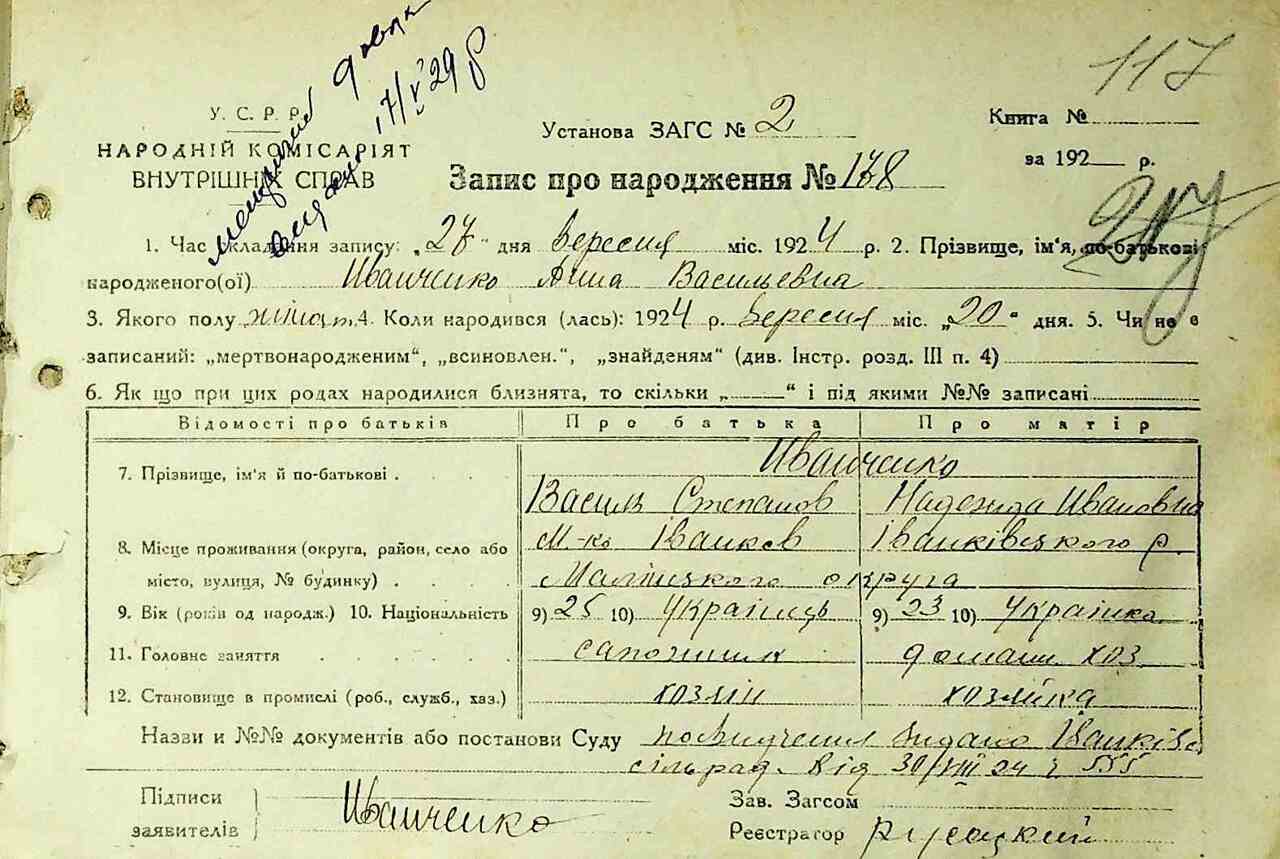 117
У. С. Р. Р.
НАРОДНІЙ КОМІСАРІЯТ
ВНУТРІШНІХ СПРАВ
17/V 29 р
Установа ЗАГС № 2
Книга №
за 192 р.
Запис про народження № 178
1. Час складання запису: „27“ дня Вересня міс. 1924 р. 2. Прізвище, ім'я, по-батькові
народженого(ої) Иванченко Анна Васильевна
3. Якого полу жіноч. 4. Коли народився (лась): 1924 р. Вересня міс. „20“ дня. 5. Чи не є
записаний: „мертвонародженим“, „всиновлен.“, „знайденям“ (див. Інстр. розд. III п. 4)
6. Як що при цих родах народилися близнята, то скільки „ “ і під якими №№ записані
Відомості про батьків Про батька Про матір
7. Прізвище, ім'я й по-батькові . . . . Иванченко
Василь Степанов Надежда Ивановна
8. Місце проживання (округа, район, село або М-ко Іванков Іванківського р.
місто, вулиця, № будинку) . . . . Малинського округа
9. Вік (років од народж.) 10. Національність 9) 25 10) Українець 9) 23 10) Українка
11. Головне заняття . . . . . сапожник домаш хоз
12. Становище в промислі (роб., служб., хаз.) хозяін хозяйка
Назви и №№ документів або постанови Суду посвидчення видано Іванківс
сільрад. від 30/VIII 24 555
Підписи
заявителів Иванченко
Зав. Загсом
Реєстратор